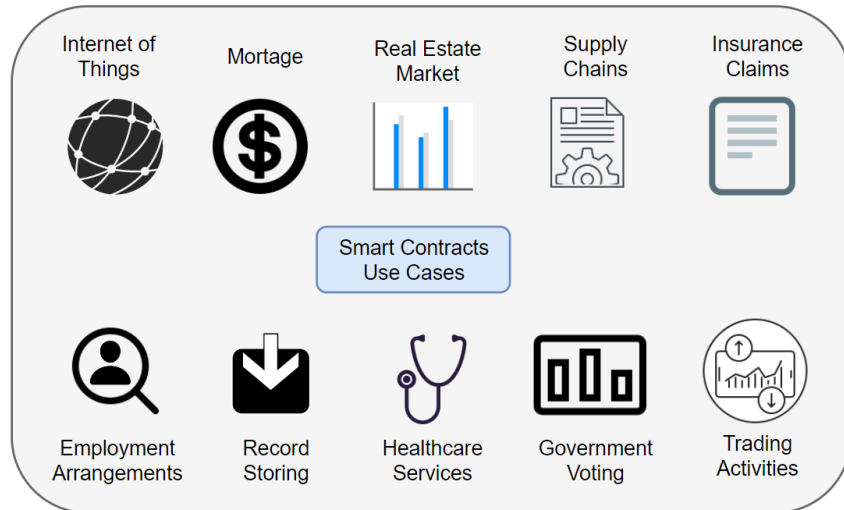 Internet of
Things
Mortage
Real Estate
Market
Supply
Chains
Insurance
Claims
$
Smart Contracts
Use Cases
Employment
Arrangements
Record
Storing
Healthcare
Services
Government
Voting
Trading
Activities